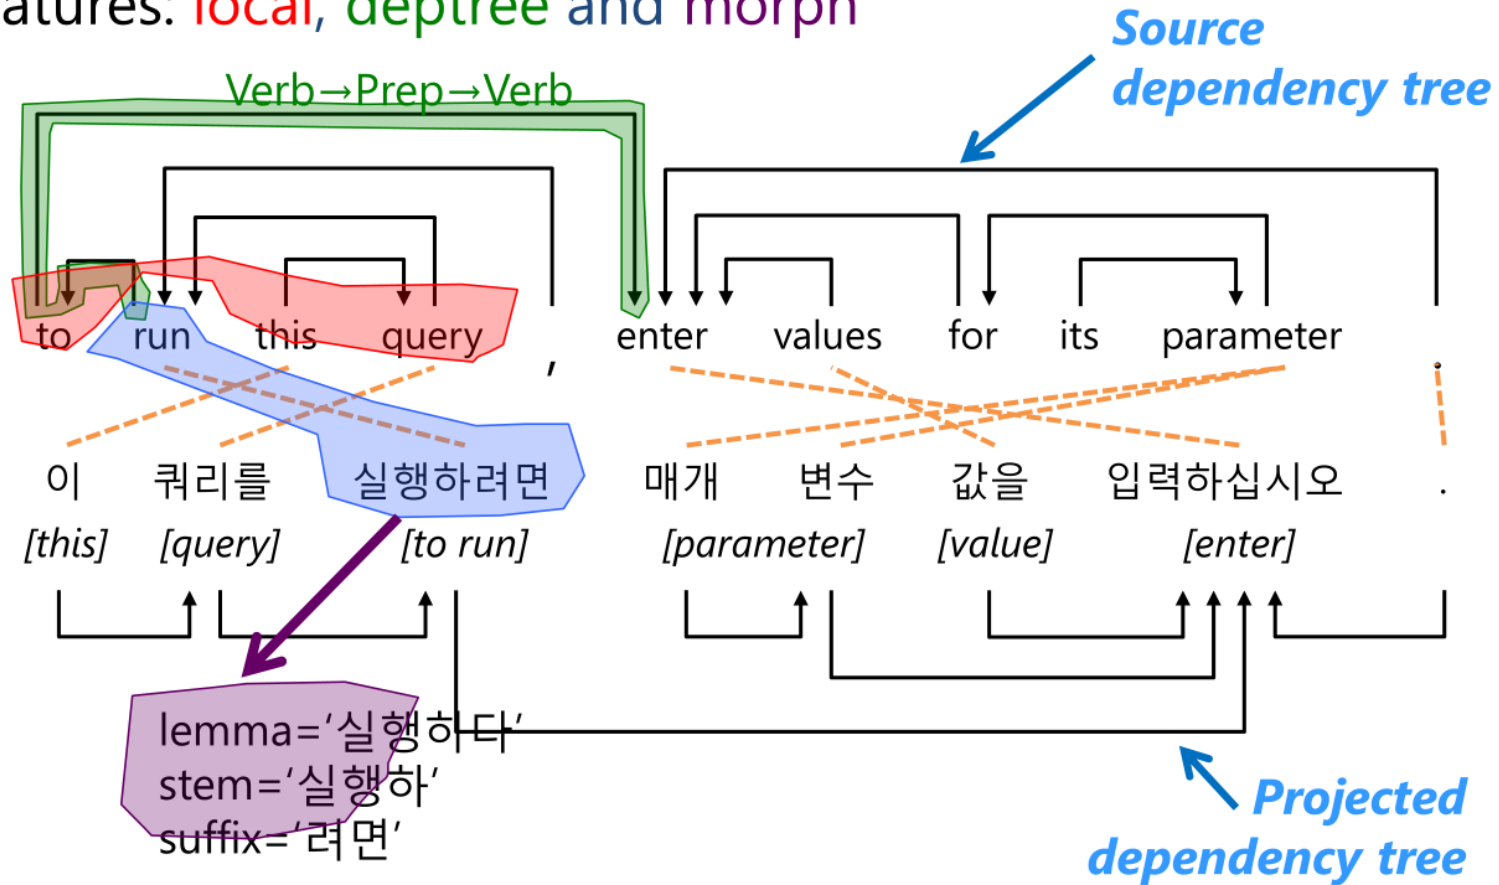 atures: local, deptree and morph
Source
dependency tree
Verb→Prep→Verb
to run this query , enter values for its parameter .
이 쿼리를 실행하려면 매개 변수 값을 입력하십시오 .
[this] [query] [to run] [parameter] [value] [enter]
lemma=‘실행하다’
stem=‘실행하’
suffix=‘려면’
Projected
dependency tree